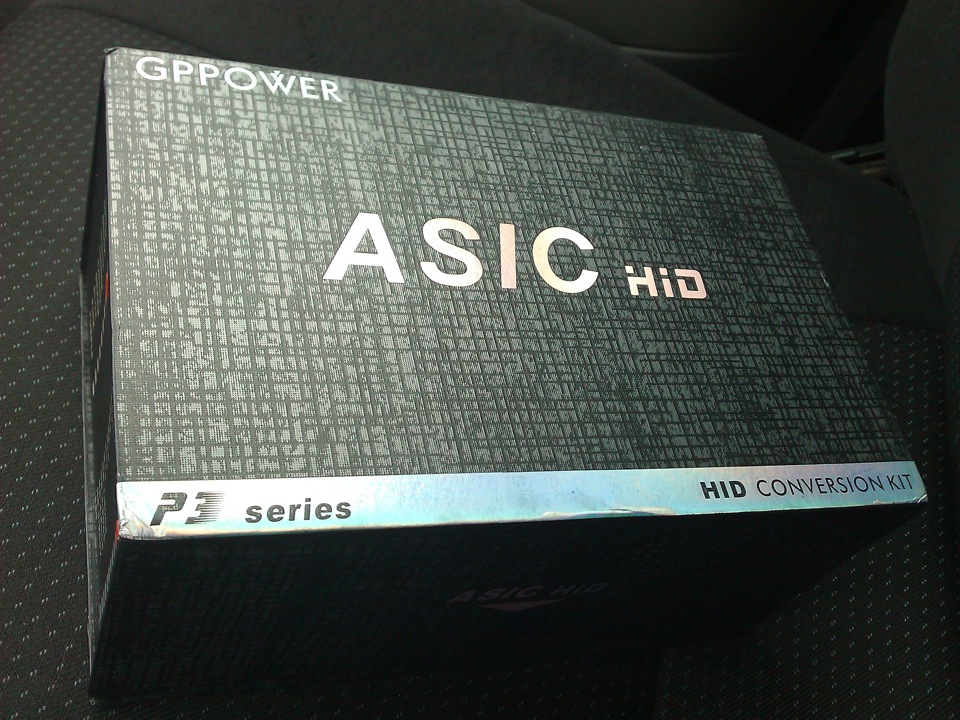 GPPOWER
ASIC HiD
P3 series
HID CONVERSION KIT
ASIC HiD